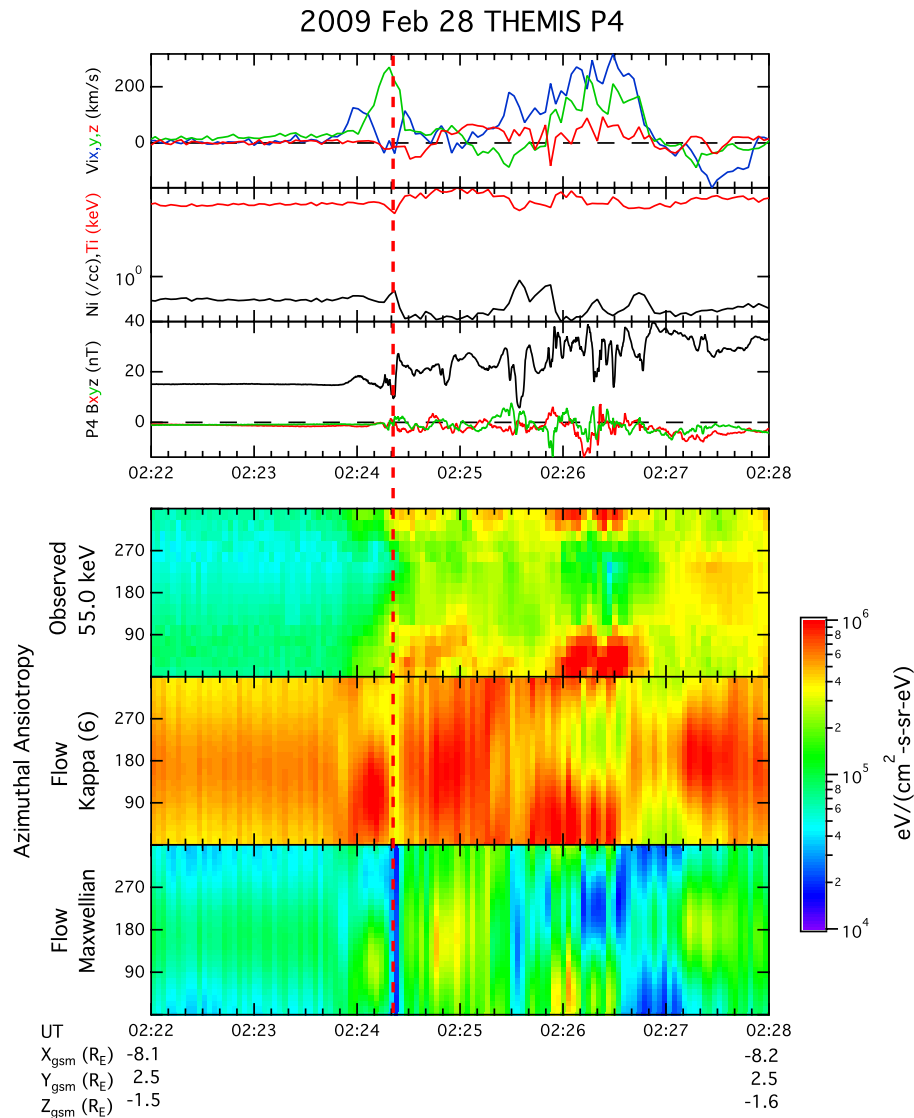 2009 Feb 28 THEMIS P4
Vix,y,z (km/s)
200
0
Ni (/cc),Ti (keV)
10^0
P4 Bxyz (nT)
40
20
0
02:22 02:23 02:24 02:25 02:26 02:27 02:28
Azimuthal Ansiotropy
Observed
55.0 keV
270
180
90
Flow
Kappa (6)
270
180
90
Flow
Maxwellian
270
180
90
10^6
8
6
4
2
10^5
8
6
4
2
10^4
eV/(cm^2-s-sr-eV)
UT 02:22 02:23 02:24 02:25 02:26 02:27 02:28
Xgsm (RE) -8.1 -8.2
Ygsm (RE) 2.5 2.5
Zgsm (RE) -1.5 -1.6